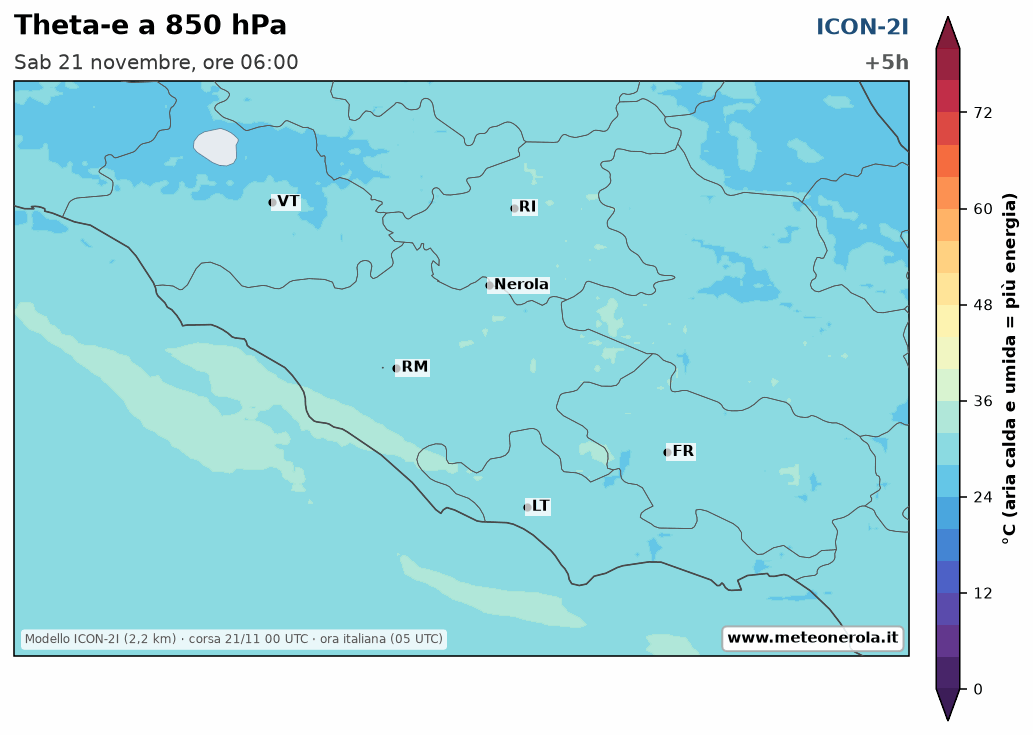 Theta-e a 850 hPa
ICON-2I
Sab 21 novembre, ore 06:00
+5h
VT
RI
Nerola
RM
FR
LT
Modello ICON-2I (2,2 km) · corsa 21/11 00 UTC · ora italiana (05 UTC)
www.meteonerola.it
72
60
48
36
24
12
0
°C (aria calda e umida = più energia)